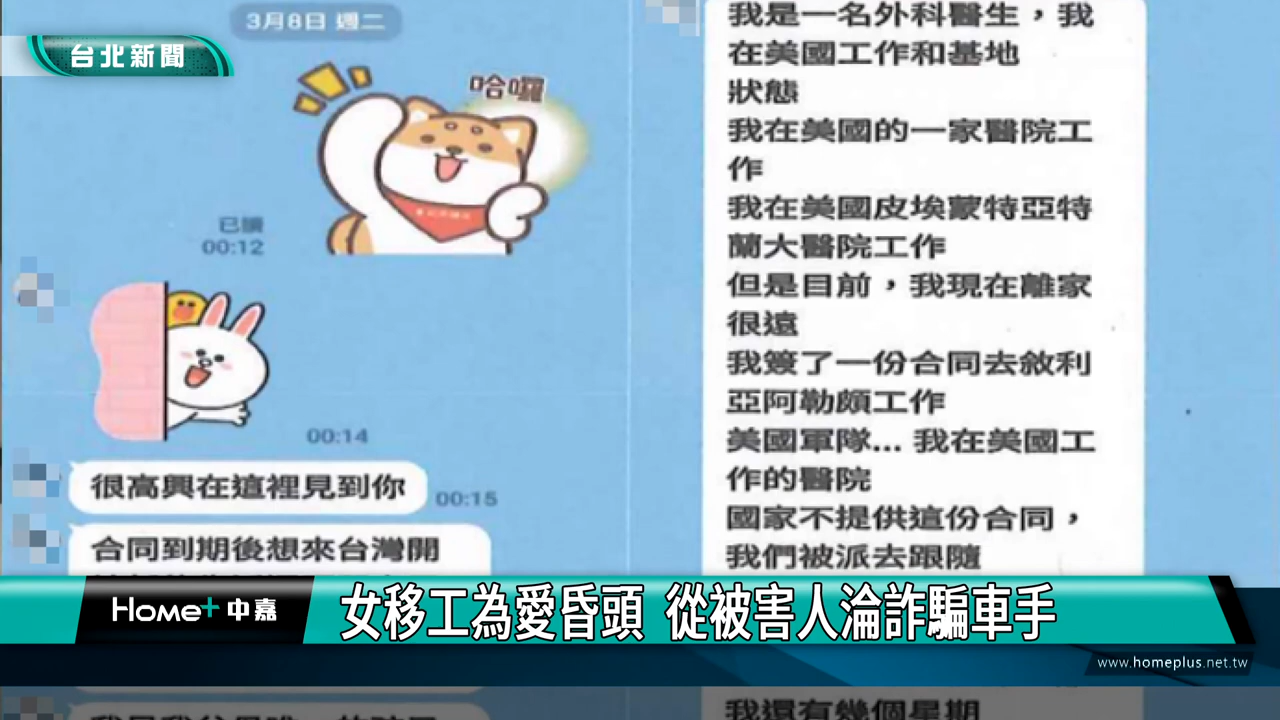 3月8日 週二
台北新聞
哈囉
已讀
00:12
00:14
很高興在這裡見到你
00:15
合同到期後想來台灣開
我是一名外科醫生，我
在美國工作和基地
狀態
我在美國的一家醫院工
作
我在美國皮埃蒙特亞特
蘭大醫院工作
但是目前，我現在離家
很遠
我簽了一份合同去敘利
亞阿勒頗工作
美國軍隊... 我在美國工
作的醫院
國家不提供這份合同，
我們被派去跟隨
Home+中嘉
女移工為愛昏頭 從被害人淪詐騙車手
www.homeplus.net.tw
我還有幾個星期